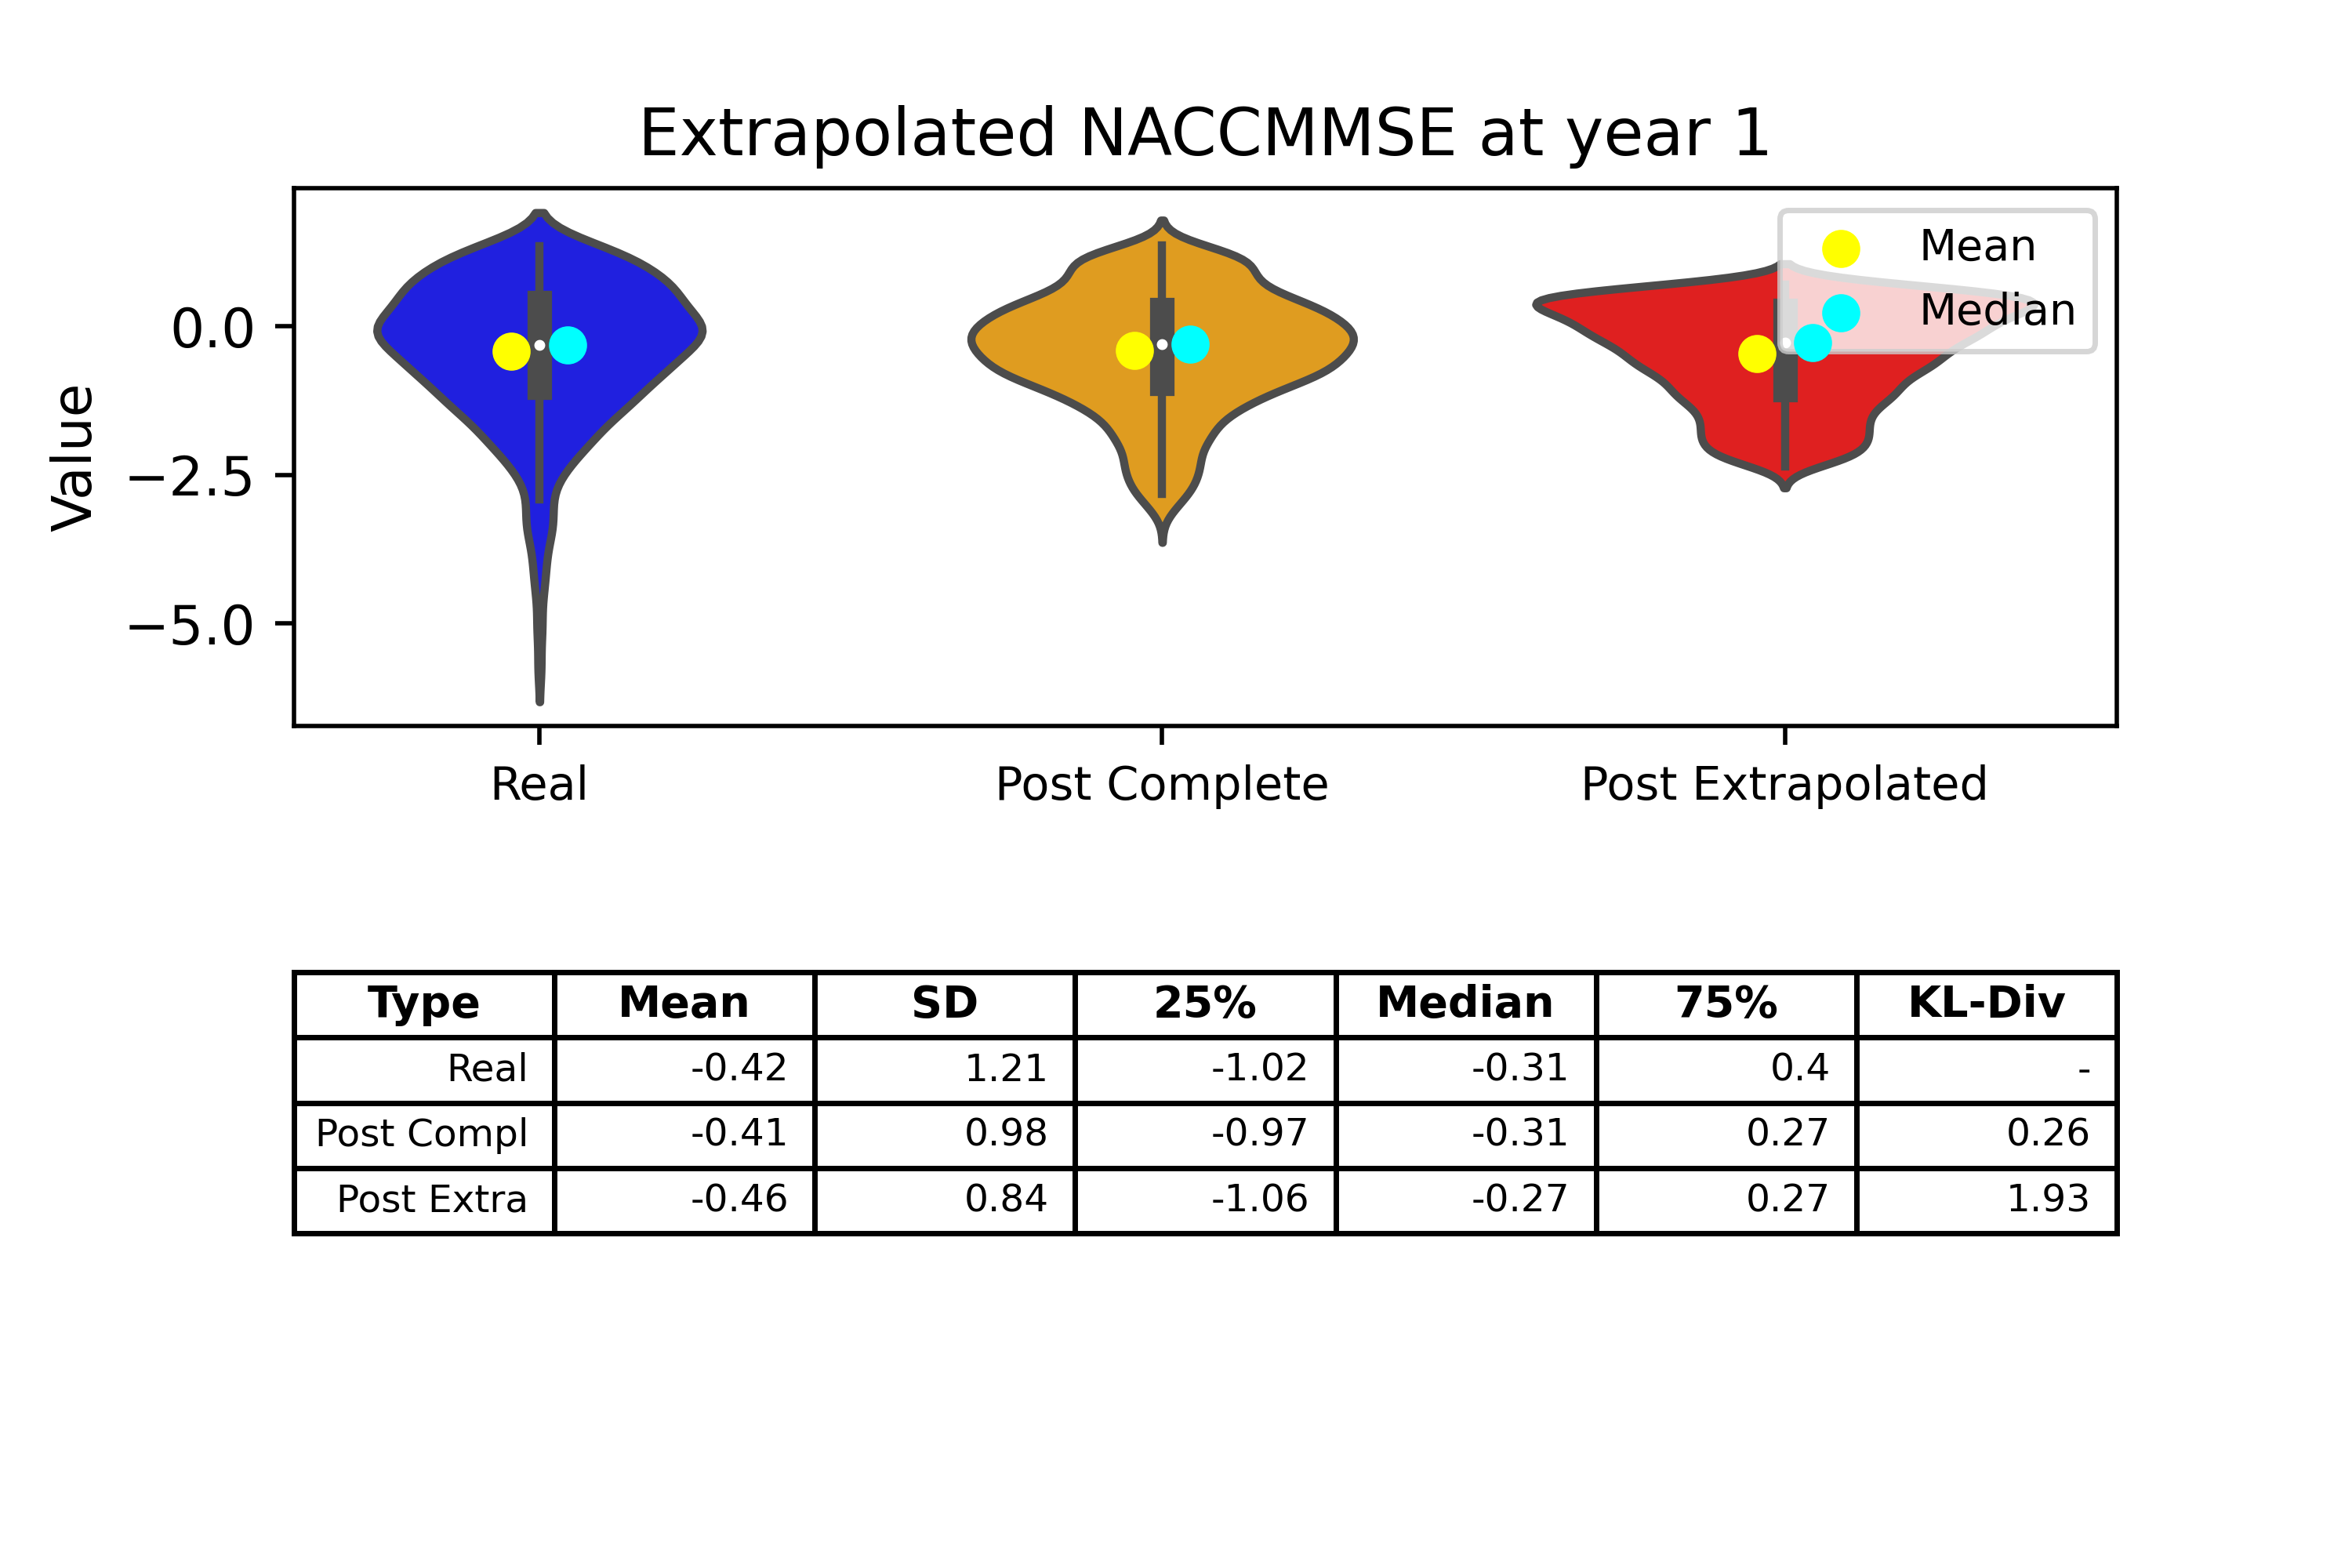 Extrapolated NACCMMSE at year 1
Mean
Median
0.0
−2.5
−5.0
Value
Real Post Complete Post Extrapolated
Type Mean SD 25% Median 75% KL-Div
Real -0.42 1.21 -1.02 -0.31 0.4 -
Post Compl -0.41 0.98 -0.97 -0.31 0.27 0.26
Post Extra -0.46 0.84 -1.06 -0.27 0.27 1.93